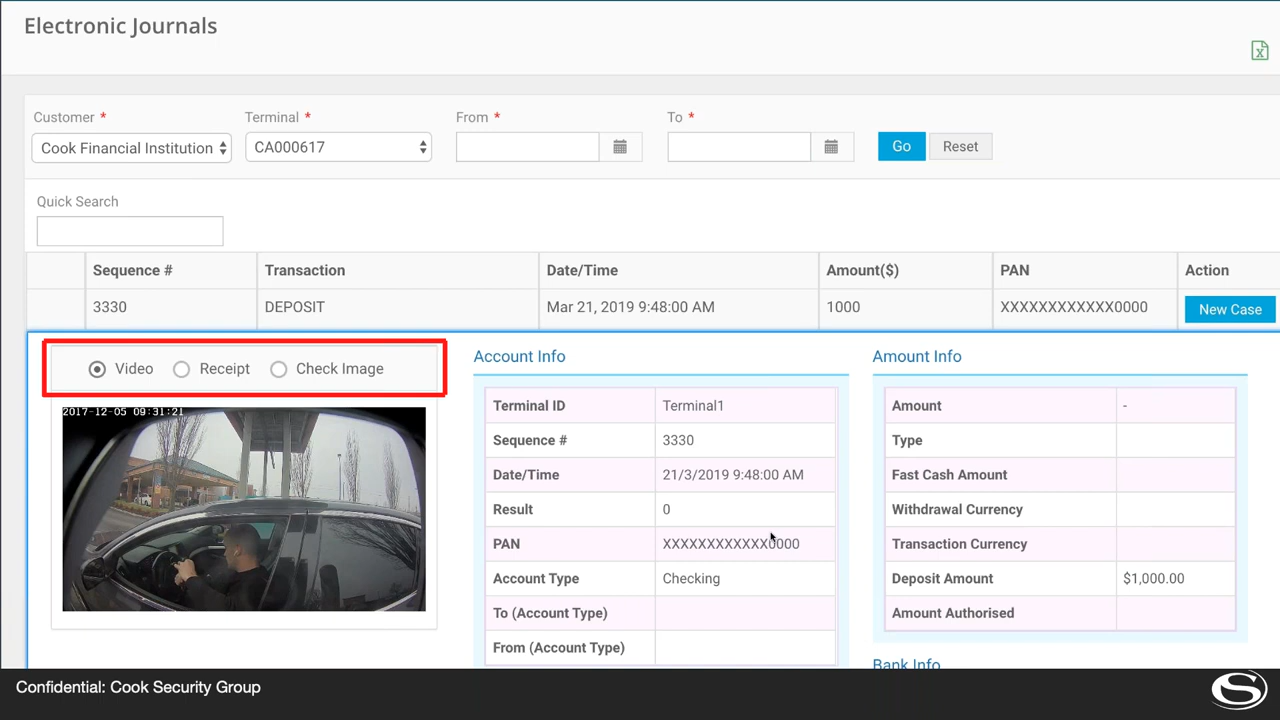 Electronic Journals
Customer * Terminal * From * To *
Cook Financial Institution CA000617 Go Reset
Quick Search
Sequence # Transaction Date/Time Amount($) PAN Action
3330 DEPOSIT Mar 21, 2019 9:48:00 AM 1000 XXXXXXXXXXXX0000 New Case
Video Receipt Check Image
2017-12-05 09:31:21
Account Info
Terminal ID Terminal1
Sequence # 3330
Date/Time 21/3/2019 9:48:00 AM
Result 0
PAN XXXXXXXXXXXX0000
Account Type Checking
To (Account Type)
From (Account Type)
Amount Info
Amount -
Type
Fast Cash Amount
Withdrawal Currency
Transaction Currency
Deposit Amount $1,000.00
Amount Authorised
Bank Info
Confidential: Cook Security Group